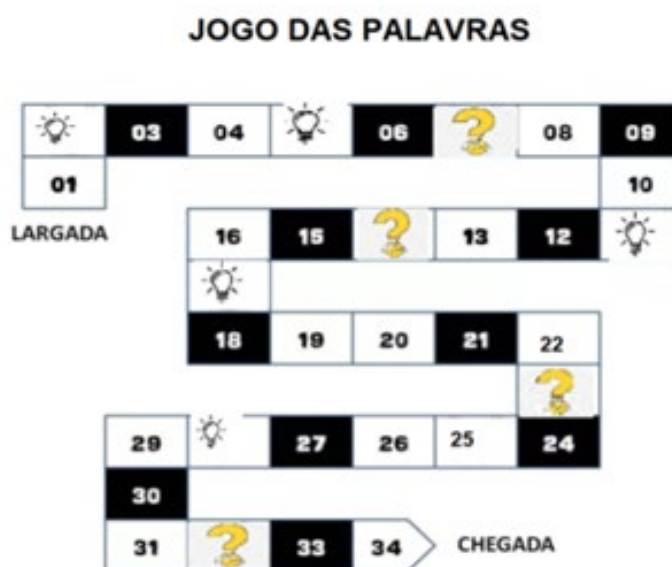 JOGO DAS PALAVRAS
03 04 06 ? 08 09
01 10
LARGADA
16 15 ? 13 12
18 19 20 21 22
?
29 27 26 25 24
30
31 ? 33 34 CHEGADA